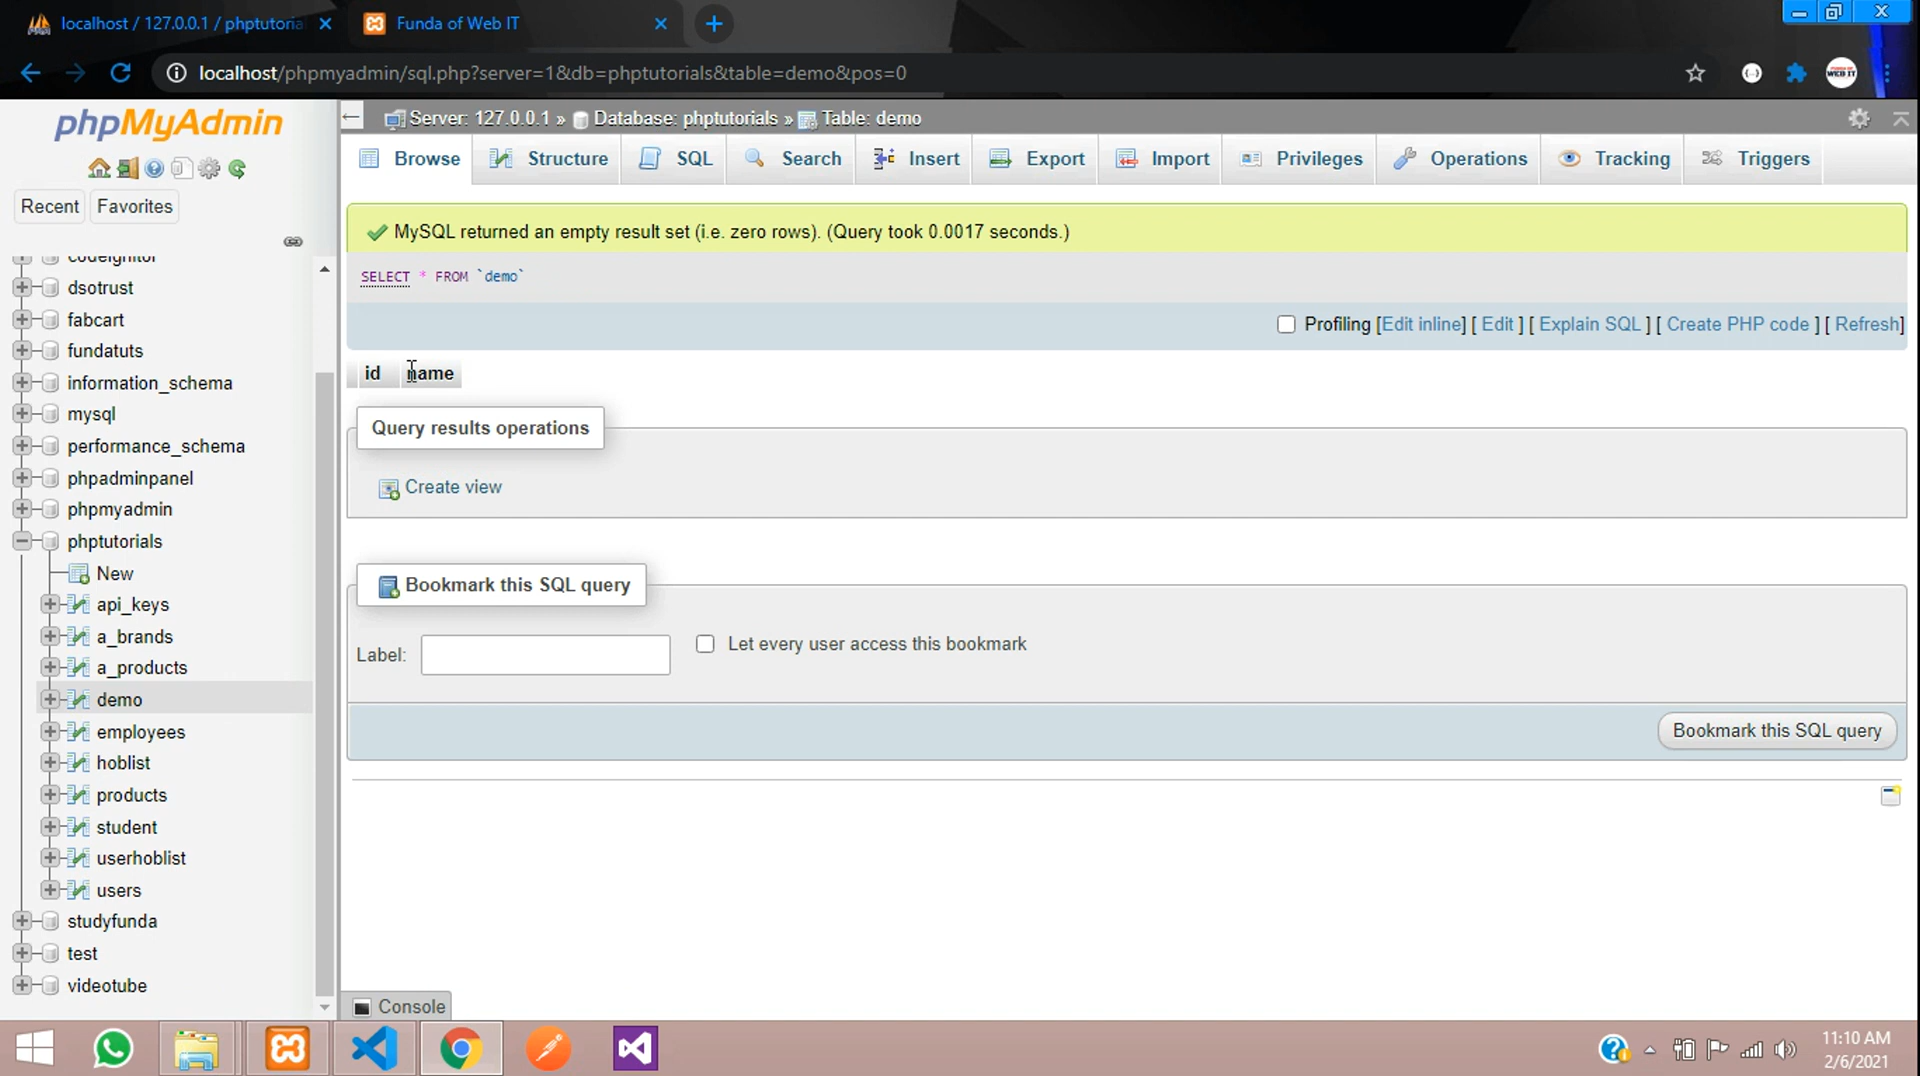 localhost / 127.0.0.1 / phptutoria
Funda of Web IT
localhost/phpmyadmin/sql.php?server=1&db=phptutorials&table=demo&pos=0
WEB IT
phpMyAdmin
Recent
Favorites
codeignitor
dsotrust
fabcart
fundatuts
information_schema
mysql
performance_schema
phpadminpanel
phpmyadmin
phptutorials
New
api_keys
a_brands
a_products
demo
employees
hoblist
products
student
userhoblist
users
studyfunda
test
videotube
Server: 127.0.0.1 » Database: phptutorials » Table: demo
Browse
Structure
SQL
Search
Insert
Export
Import
Privileges
Operations
Tracking
Triggers
MySQL returned an empty result set (i.e. zero rows). (Query took 0.0017 seconds.)
SELECT * FROM `demo`
Profiling [Edit inline] [ Edit ] [ Explain SQL ] [ Create PHP code ] [ Refresh]
id name
Query results operations
Create view
Bookmark this SQL query
Label:
Let every user access this bookmark
Bookmark this SQL query
Console
11:10 AM
2/6/2021